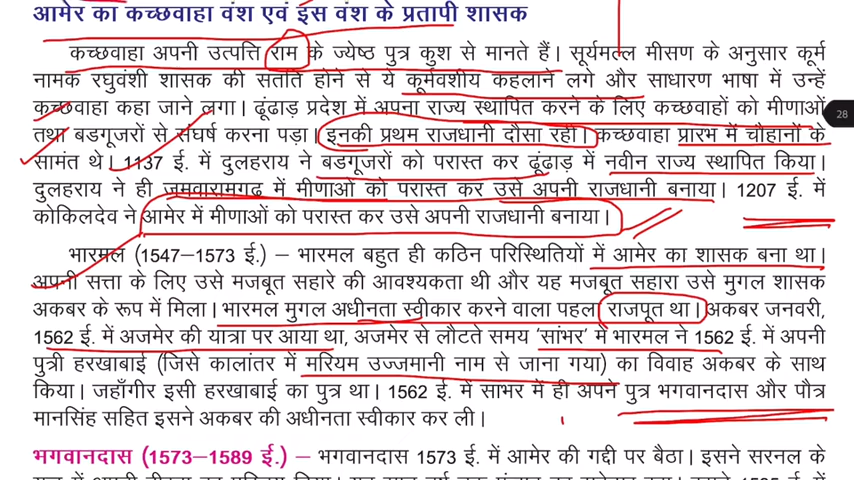 आमेर का कच्छवाहा वंश एवं इस वंश के प्रतापी शासक
कच्छवाहा अपनी उत्पत्ति राम के ज्येष्ठ पुत्र कुश से मानते हैं। सूर्यमल्ल मीसण के अनुसार कूर्म
नामक रघुवंशी शासक की संतति होने से ये कूर्मवंशीय कहलाने लगे और साधारण भाषा में उन्हें
कच्छवाहा कहा जाने लगा। ढूंढाड़ प्रदेश में अपना राज्य स्थापित करने के लिए कच्छवाहों को मीणाओं
तथा बडगूजरों से संघर्ष करना पड़ा। इनकी प्रथम राजधानी दौसा रही। कच्छवाहा प्रारंभ में चौहानों के
सामंत थे। 1137 ई. में दुलहराय ने बडगूजरों को परास्त कर ढूंढाड़ में नवीन राज्य स्थापित किया।
दुलहराय ने ही जमवारामगढ़ में मीणाओं को परास्त कर उसे अपनी राजधानी बनाया। 1207 ई. में
कोकिलदेव ने आमेर में मीणाओं को परास्त कर उसे अपनी राजधानी बनाया।
भारमल (1547–1573 ई.) – भारमल बहुत ही कठिन परिस्थितियों में आमेर का शासक बना था।
अपनी सत्ता के लिए उसे मजबूत सहारे की आवश्यकता थी और यह मजबूत सहारा उसे मुगल शासक
अकबर के रूप में मिला। भारमल मुगल अधीनता स्वीकार करने वाला पहला राजपूत था। अकबर जनवरी,
1562 ई. में अजमेर की यात्रा पर आया था, अजमेर से लौटते समय 'सांभर' में भारमल ने 1562 ई. में अपनी
पुत्री हरखाबाई (जिसे कालांतर में मरियम उज्जमानी नाम से जाना गया) का विवाह अकबर के साथ
किया। जहाँगीर इसी हरखाबाई का पुत्र था। 1562 ई. में सांभर में ही अपने पुत्र भगवानदास और पौत्र
मानसिंह सहित इसने अकबर की अधीनता स्वीकार कर ली।
भगवानदास (1573–1589 ई.) – भगवानदास 1573 ई. में आमेर की गद्दी पर बैठा। इसने सरनाल के
28